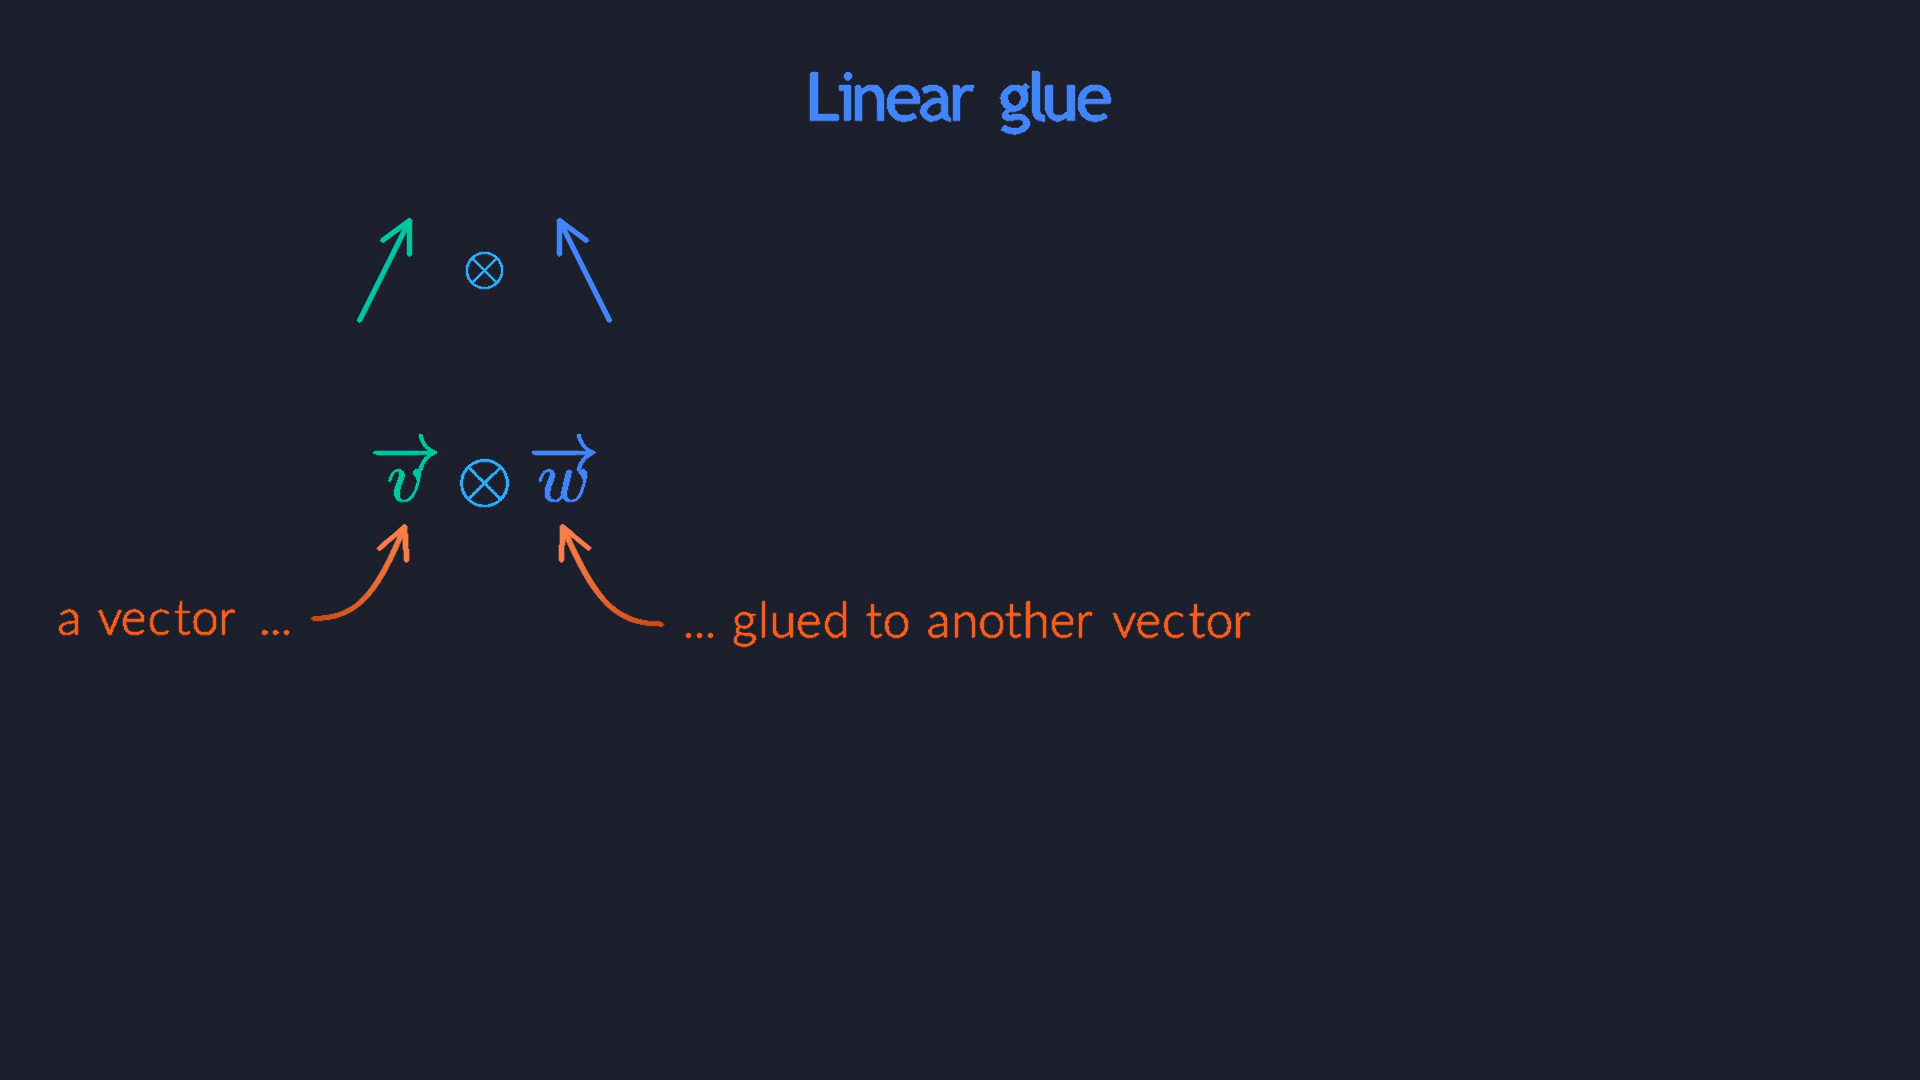 Linear glue
⊗
v⃗ ⊗ w⃗
a vector ...
... glued to another vector